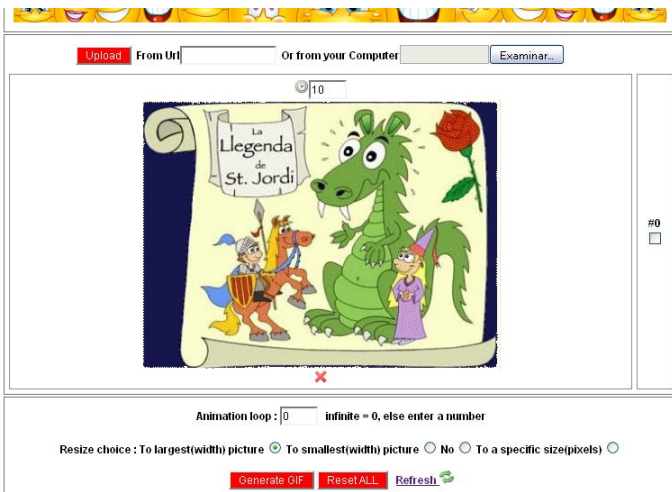 Upload From Url Or from your Computer Examinar...
10
La
Llegenda
de
St. Jordi
#0
Animation loop : 0 infinite = 0, else enter a number
Resize choice : To largest(width) picture To smallest(width) picture No To a specific size(pixels)
Generate GIF Reset ALL Refresh